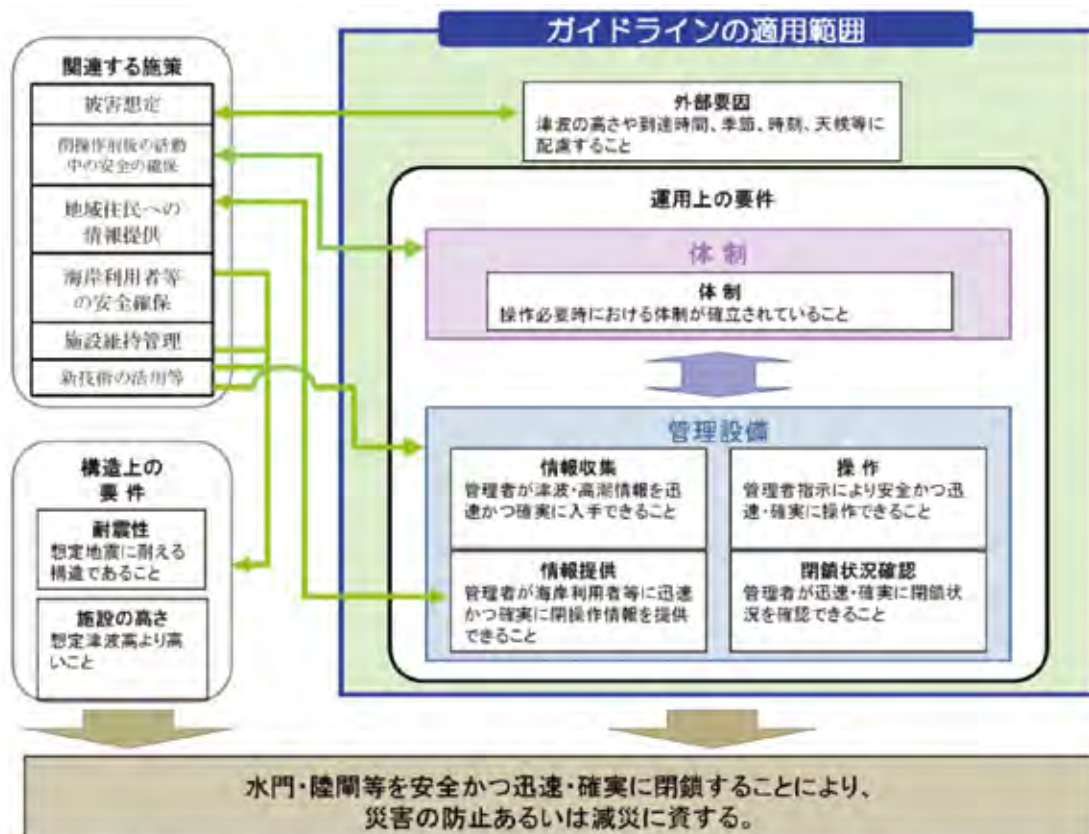 ガイドラインの適用範囲
関連する施策
被害想定
閉操作前後の活動
中の安全の確保
地域住民への
情報提供
海岸利用者等
の安全確保
施設維持管理
新技術の活用等
構造上の
要件
耐震性
想定地震に耐える
構造であること
施設の高さ
想定津波高より高
いこと
外部要因
津波の高さや到達時間、季節、時刻、天候等に
配慮すること
運用上の要件
体制
体制
操作必要時における体制が確立されていること
管理設備
情報収集
管理者が津波・高潮情報を迅
速かつ確実に入手できること
操作
管理者指示により安全かつ迅
速・確実に操作できること
情報提供
管理者が海岸利用者等に迅速
かつ確実に閉操作情報を提供
できること
閉鎖状況確認
管理者が迅速・確実に閉鎖状
況を確認できること
水門・陸閘等を安全かつ迅速・確実に閉鎖することにより、
災害の防止あるいは減災に資する。